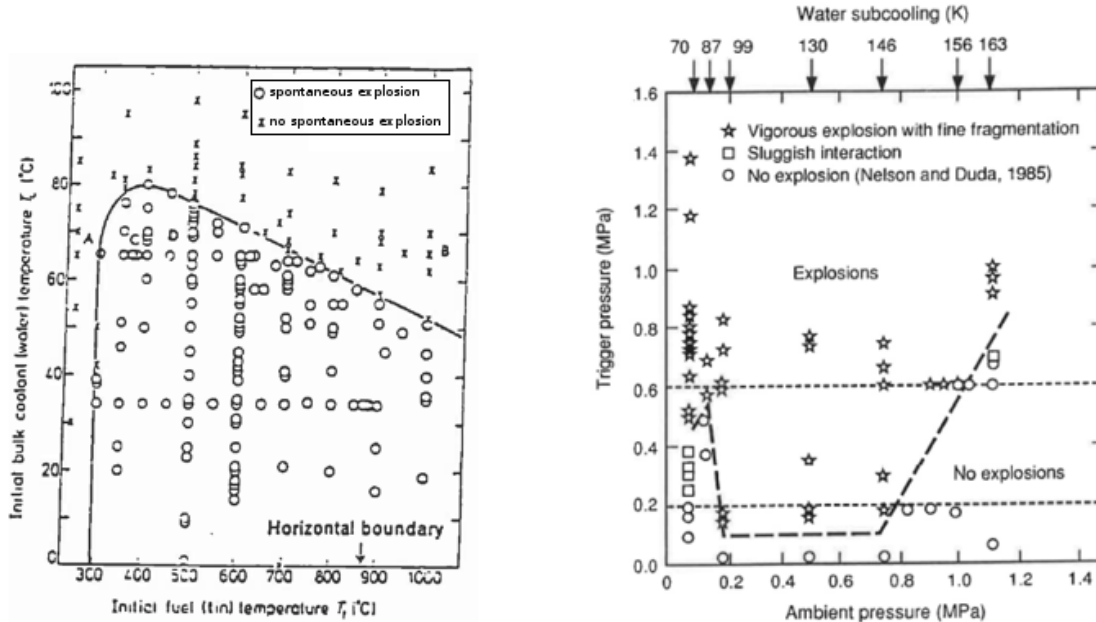 100
80
60
40
20
0
Initial bulk coolant (water) temperature
(°C)
spontaneous explosion
no spontaneous explosion
A
C
B
Horizontal boundary
300 400 500 600 700 800 900 1000
Initial fuel (tin) temperature Tf (°C)
Water subcooling (K)
70 87 99 130 146 156 163
1.6
1.4
1.2
1.0
0.8
0.6
0.4
0.2
0.0
Trigger pressure (MPa)
Vigorous explosion with fine fragmentation
Sluggish interaction
No explosion (Nelson and Duda, 1985)
Explosions
No explosions
0 0.2 0.4 0.6 0.8 1.0 1.2 1.4
Ambient pressure (MPa)